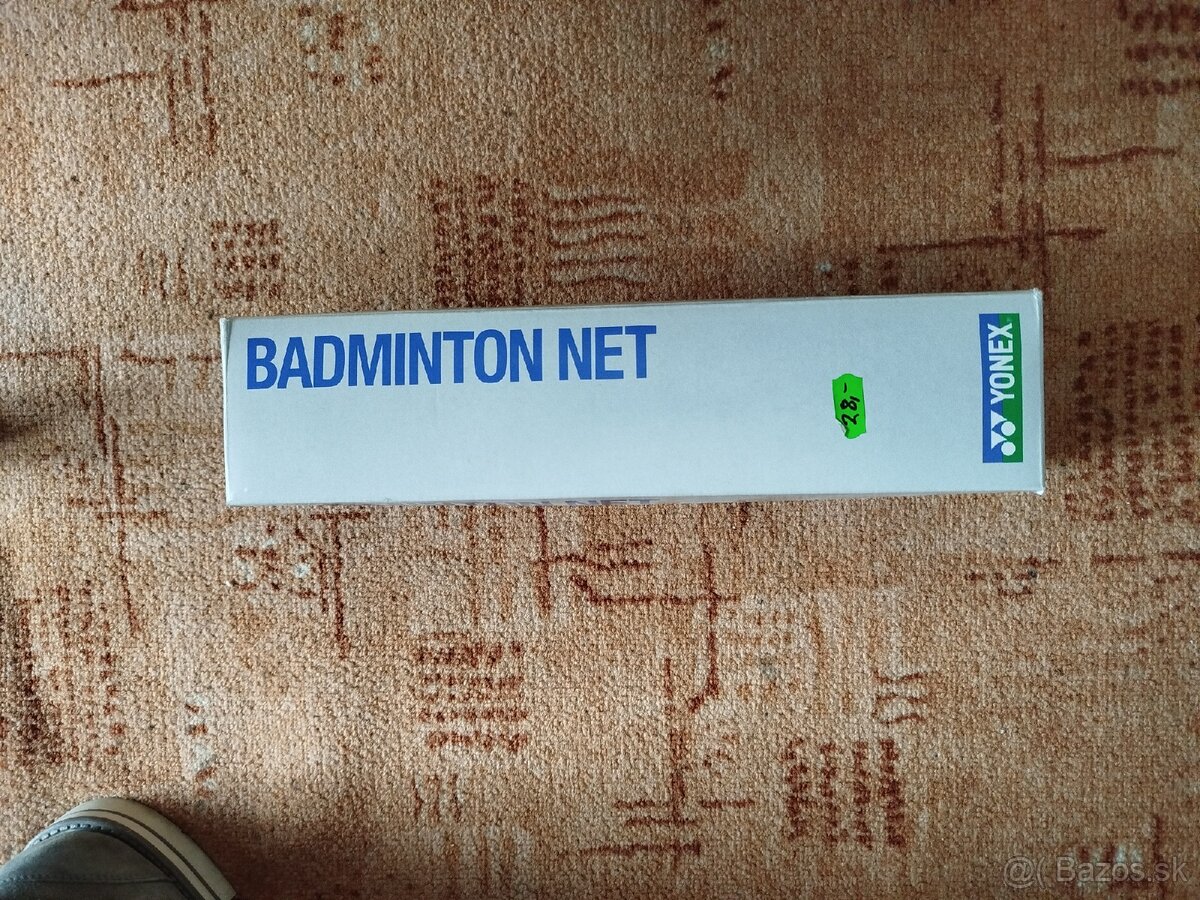 BADMINTON NET
28,-
YONEX
@( Bazos.sk